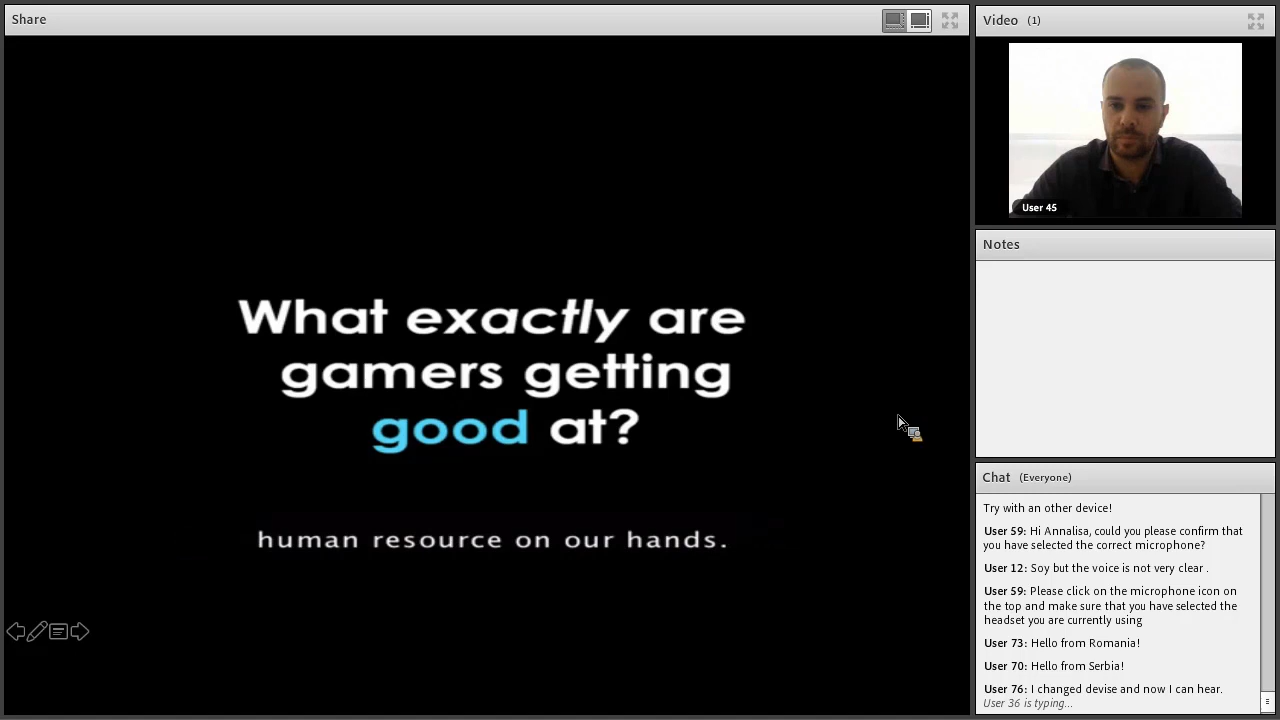 Share
Video (1)
User 45
What exactly are
gamers getting
good at?
human resource on our hands.
Notes
Chat (Everyone)
Try with an other device!
User 59: Hi Annalisa, could you please confirm that
you have selected the correct microphone?
User 12: Soy but the voice is not very clear .
User 59: Please click on the microphone icon on
the top and make sure that you have selected the
headset you are currently using
User 73: Hello from Romania!
User 70: Hello from Serbia!
User 76: I changed devise and now I can hear.
User 36 is typing...